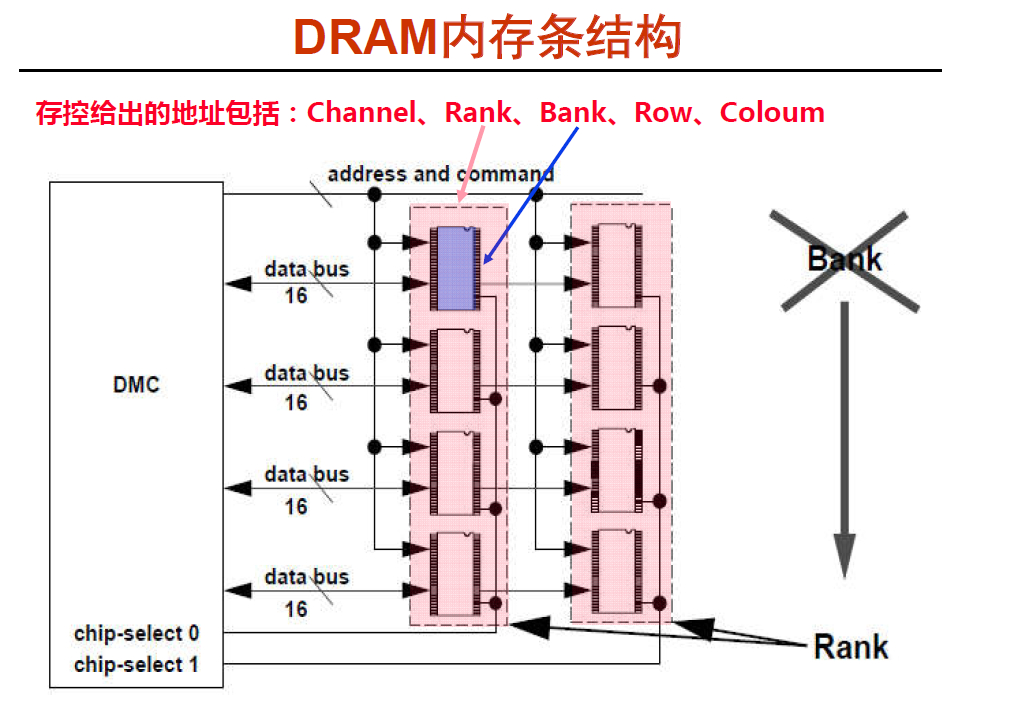 DRAM内存条结构
存控给出的地址包括：Channel、Rank、Bank、Row、Coloum
address and command
data bus
16
data bus
16
DMC
data bus
16
data bus
16
chip-select 0
chip-select 1
Bank
Rank